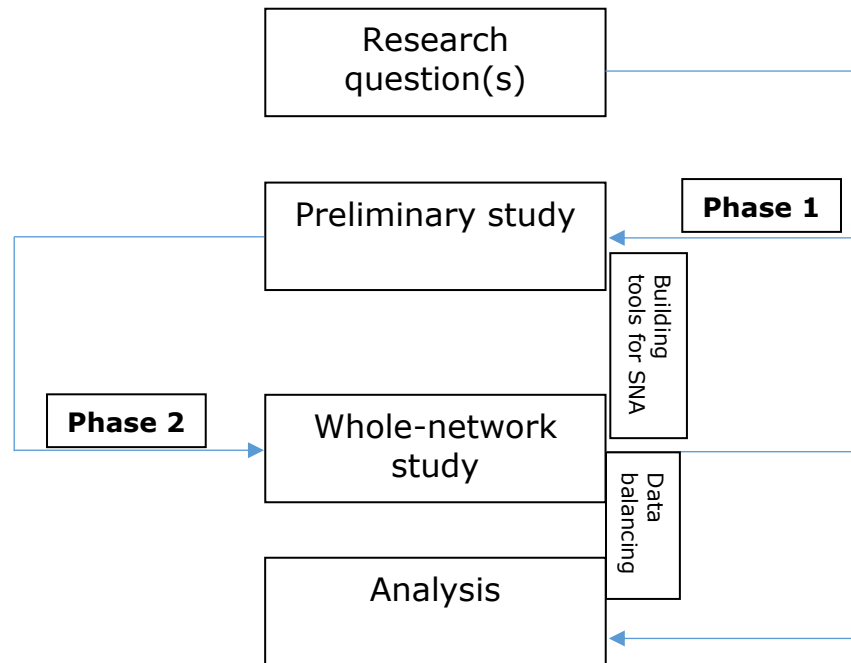 Research
question(s)
Preliminary study
Phase 1
Building
tools for SNA
Phase 2
Whole-network
study
Data
balancing
Analysis